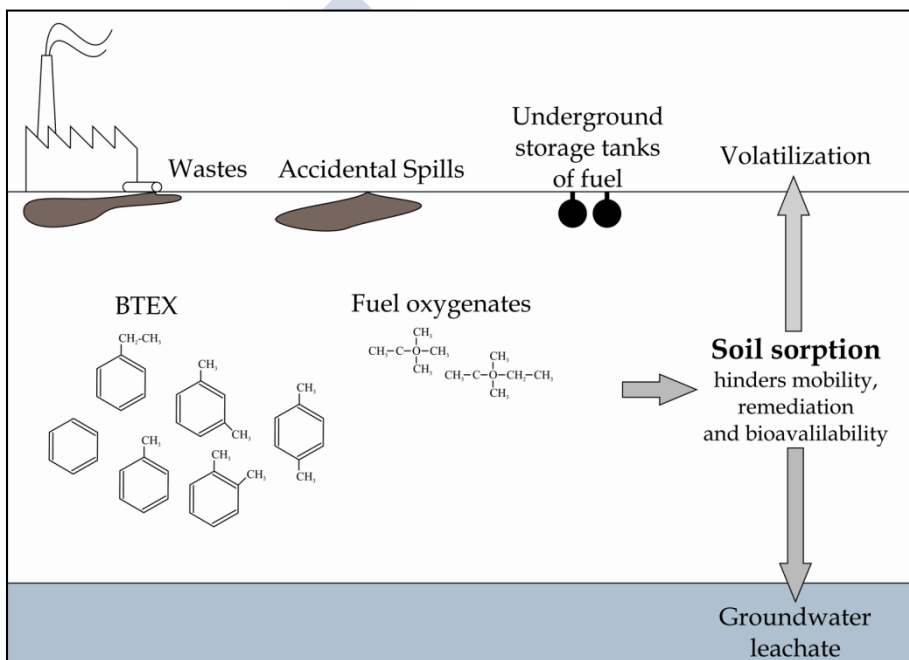 Wastes
Accidental Spills
Underground
storage tanks
of fuel
Volatilization
BTEX
CH₂-CH₃
CH₃
CH₃
CH₃
CH₃
CH₃
CH₃
CH₃
Fuel oxygenates
CH₃
CH₃-C-O-CH₃
CH₃
CH₃
CH₃-C-O-CH₂-CH₃
CH₃
Soil sorption
hinders mobility,
remediation
and bioavalilability
Groundwater
leachate